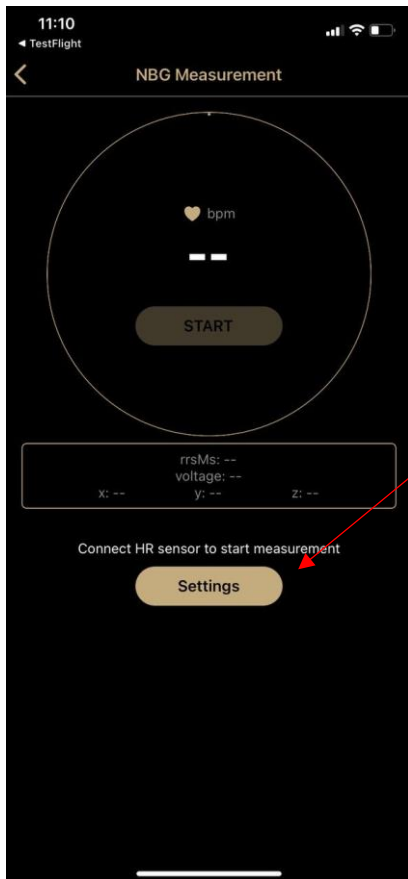 11:10
◀ TestFlight
NBG Measurement
bpm
--
START
rrsMs: --
voltage: --
x: -- y: -- z: --
Connect HR sensor to start measurement
Settings